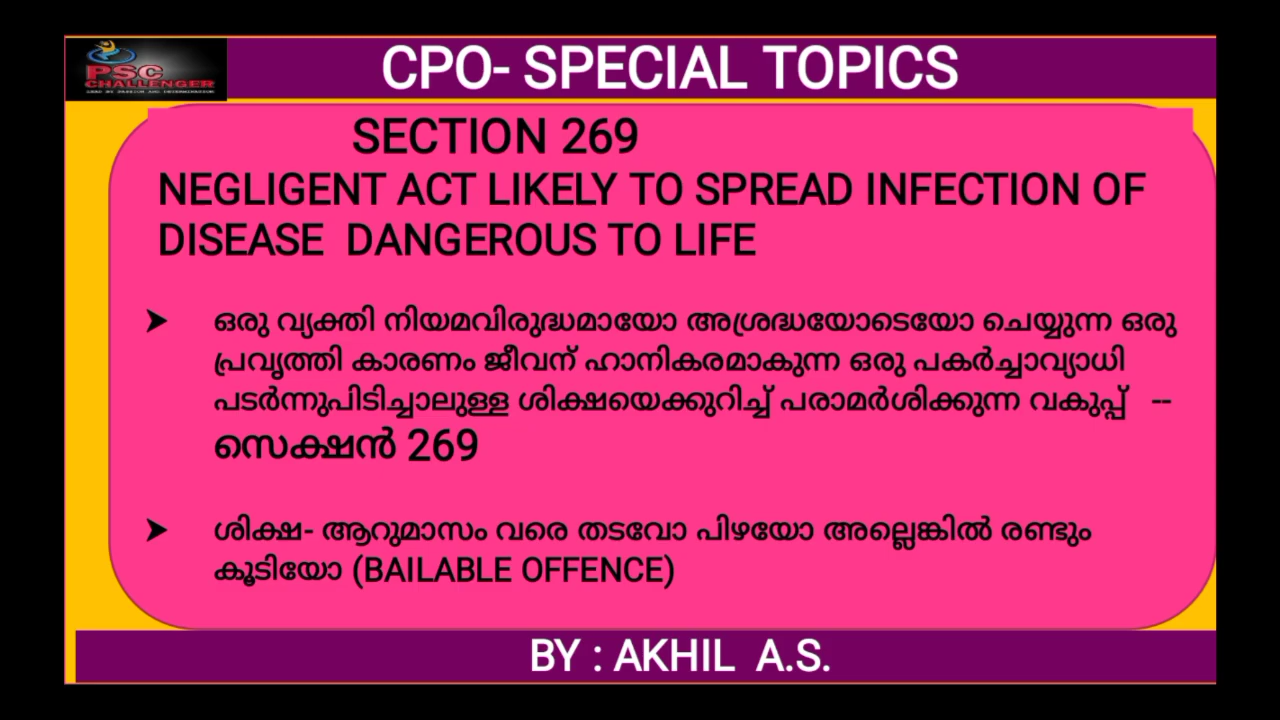 PSC
CHALLENGER
CPO- SPECIAL TOPICS
SECTION 269
NEGLIGENT ACT LIKELY TO SPREAD INFECTION OF
DISEASE DANGEROUS TO LIFE
➤ ഒരു വ്യക്തി നിയമവിരുദ്ധമായോ അശ്രദ്ധയോടെയോ ചെയ്യുന്ന ഒരു
പ്രവൃത്തി കാരണം ജീവന് ഹാനികരമാകുന്ന ഒരു പകർച്ചാവ്യാധി
പടർന്നുപിടിച്ചാലുള്ള ശിക്ഷയെക്കുറിച്ച് പരാമർശിക്കുന്ന വകുപ്പ് --
സെക്ഷൻ 269
➤ ശിക്ഷ- ആറുമാസം വരെ തടവോ പിഴയോ അല്ലെങ്കിൽ രണ്ടും
കൂടിയോ (BAILABLE OFFENCE)
BY : AKHIL A.S.